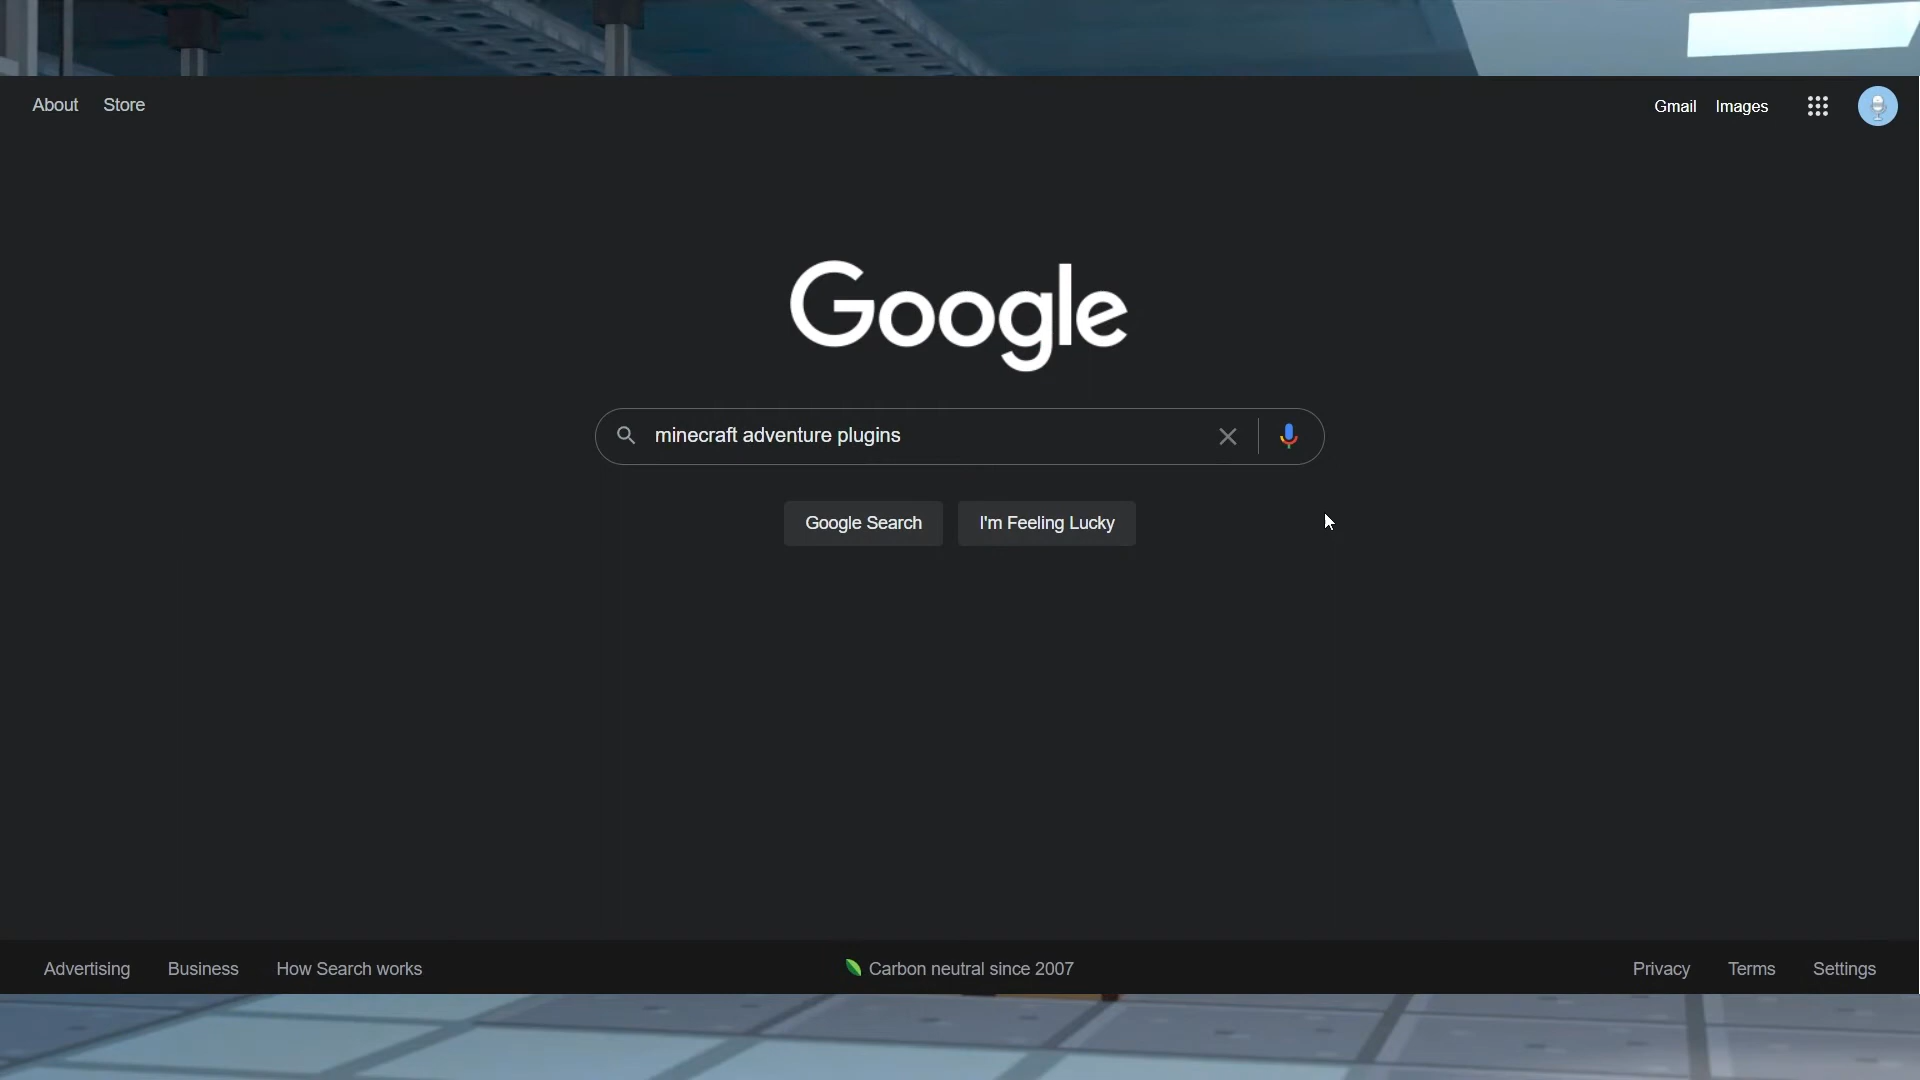 About Store
Gmail Images
Google
minecraft adventure plugins
Google Search I'm Feeling Lucky
Advertising Business How Search works
Carbon neutral since 2007
Privacy Terms Settings